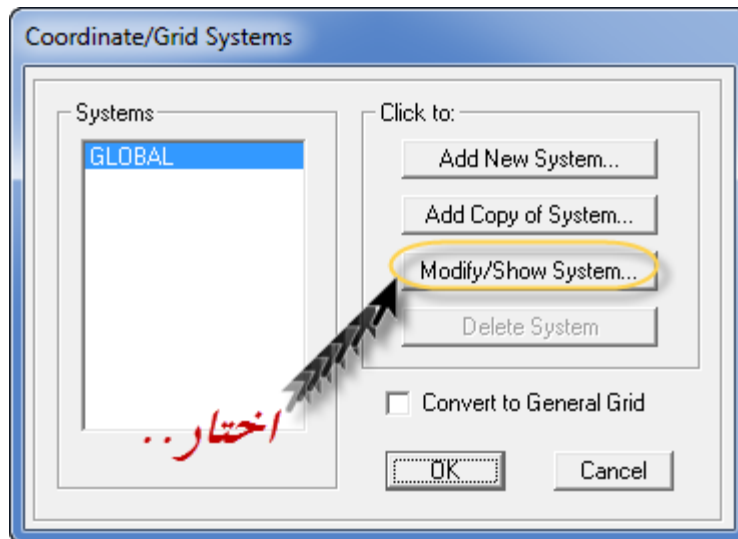 Coordinate/Grid Systems
Systems
GLOBAL
Click to:
Add New System...
Add Copy of System...
Modify/Show System...
Delete System
اختار..
Convert to General Grid
OK
Cancel